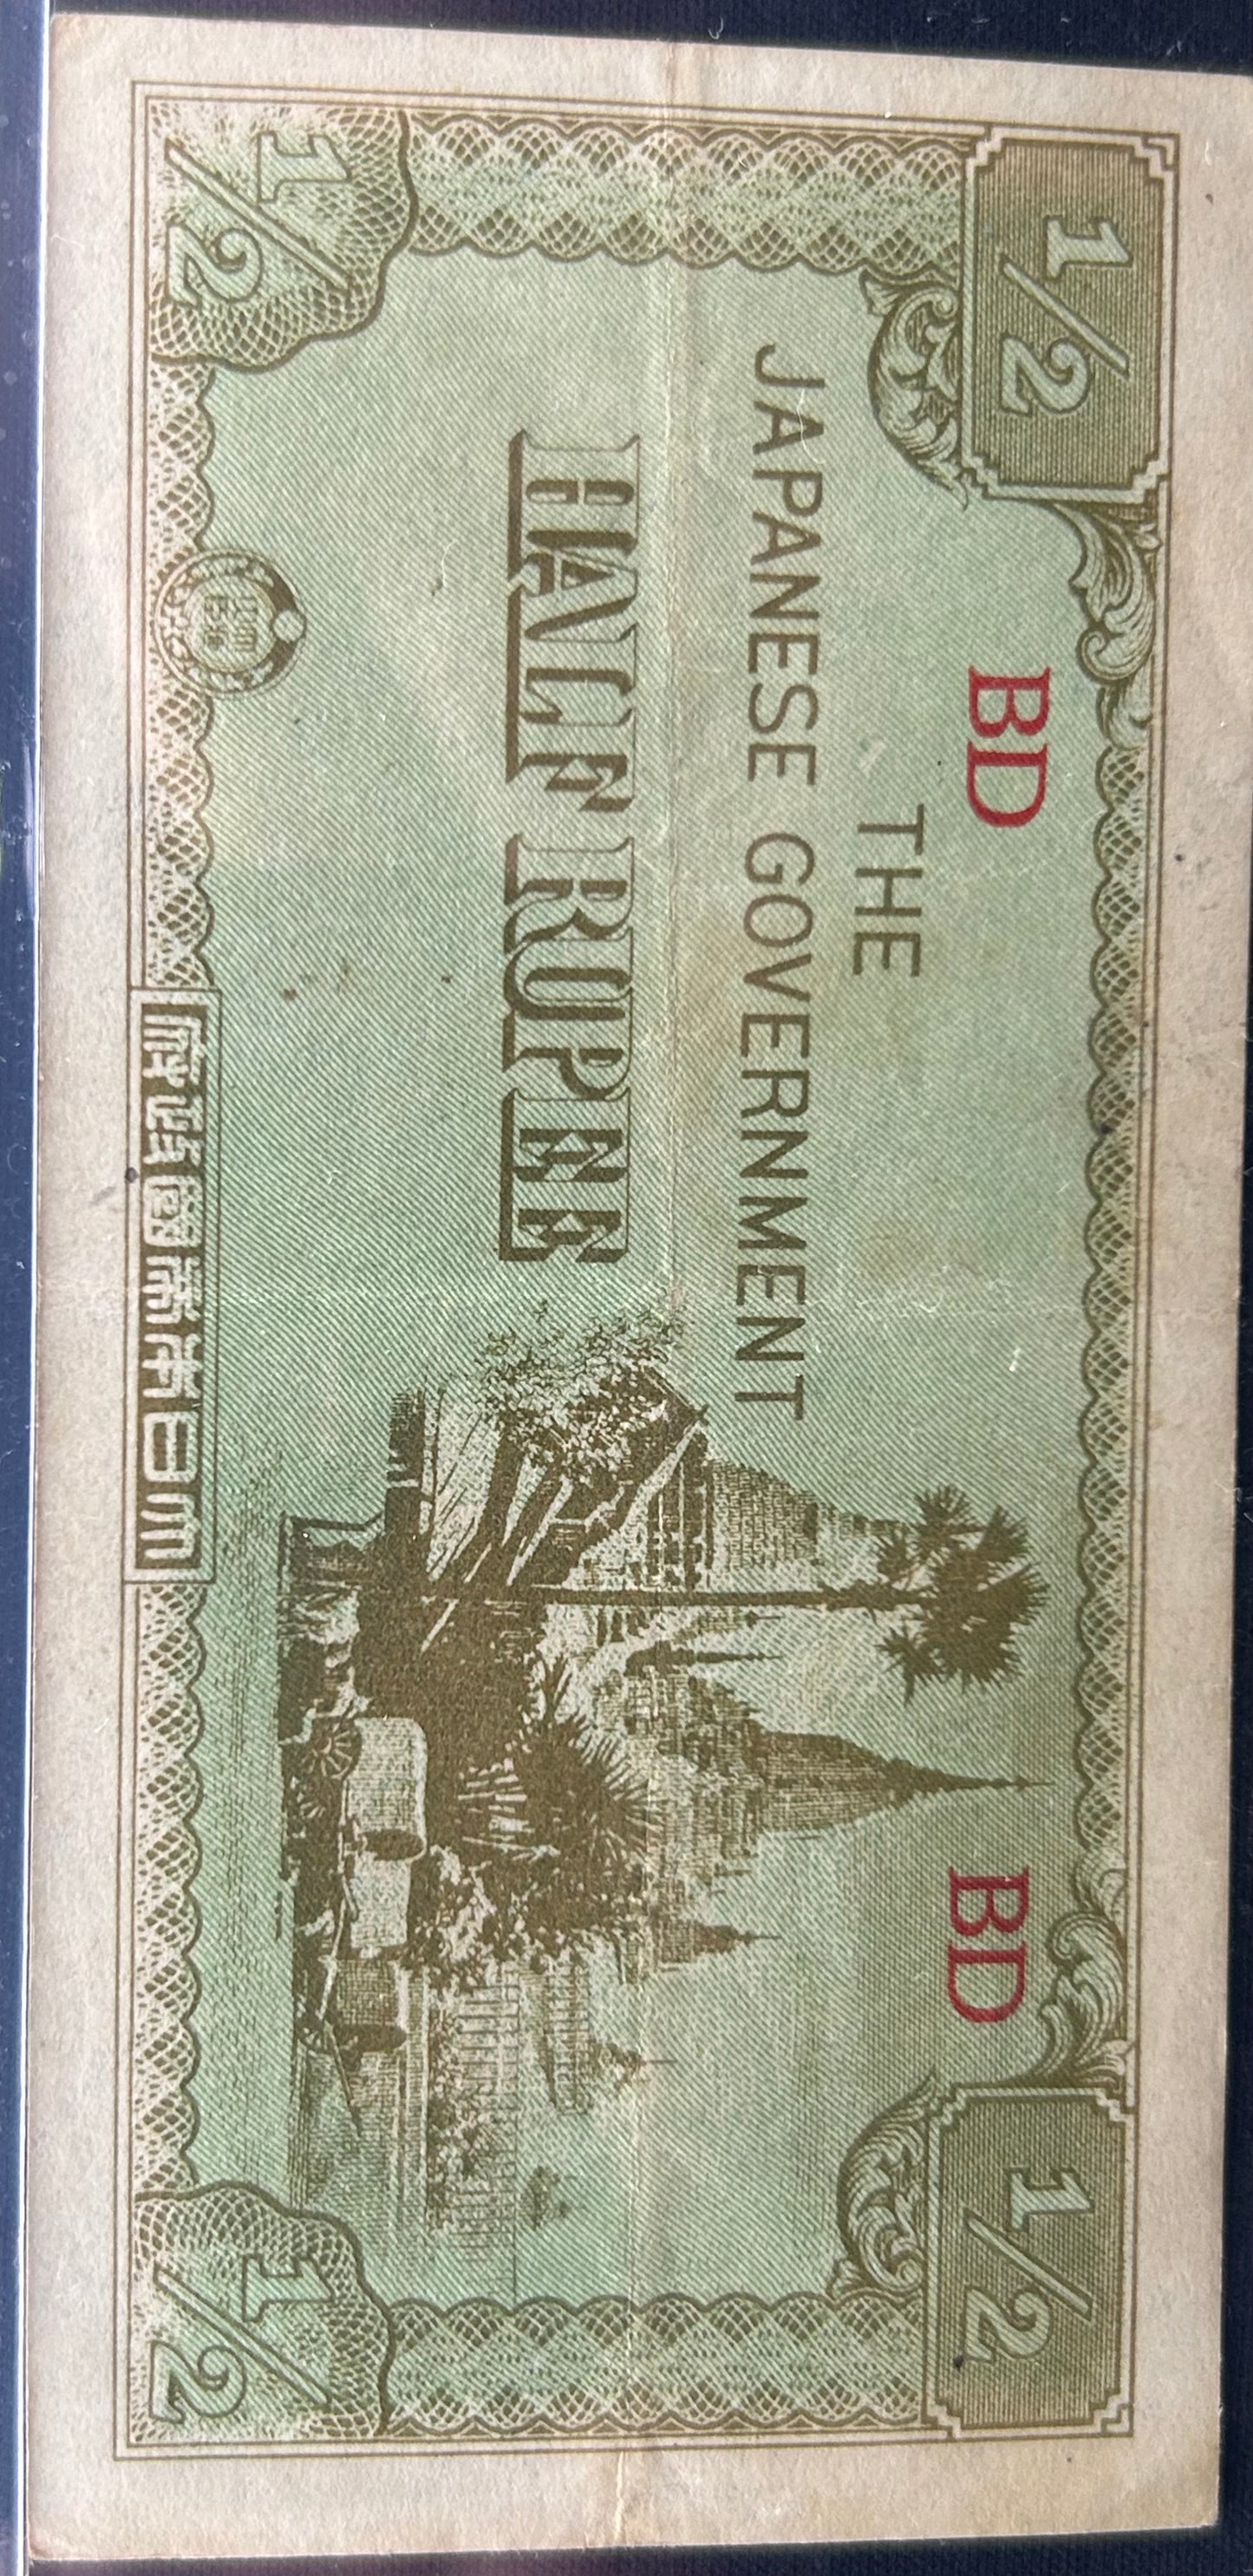 1/2 BD BD 1/2
THE
JAPANESE GOVERNMENT
HALF RUPEE
1/2 1/2
大日本帝國政府